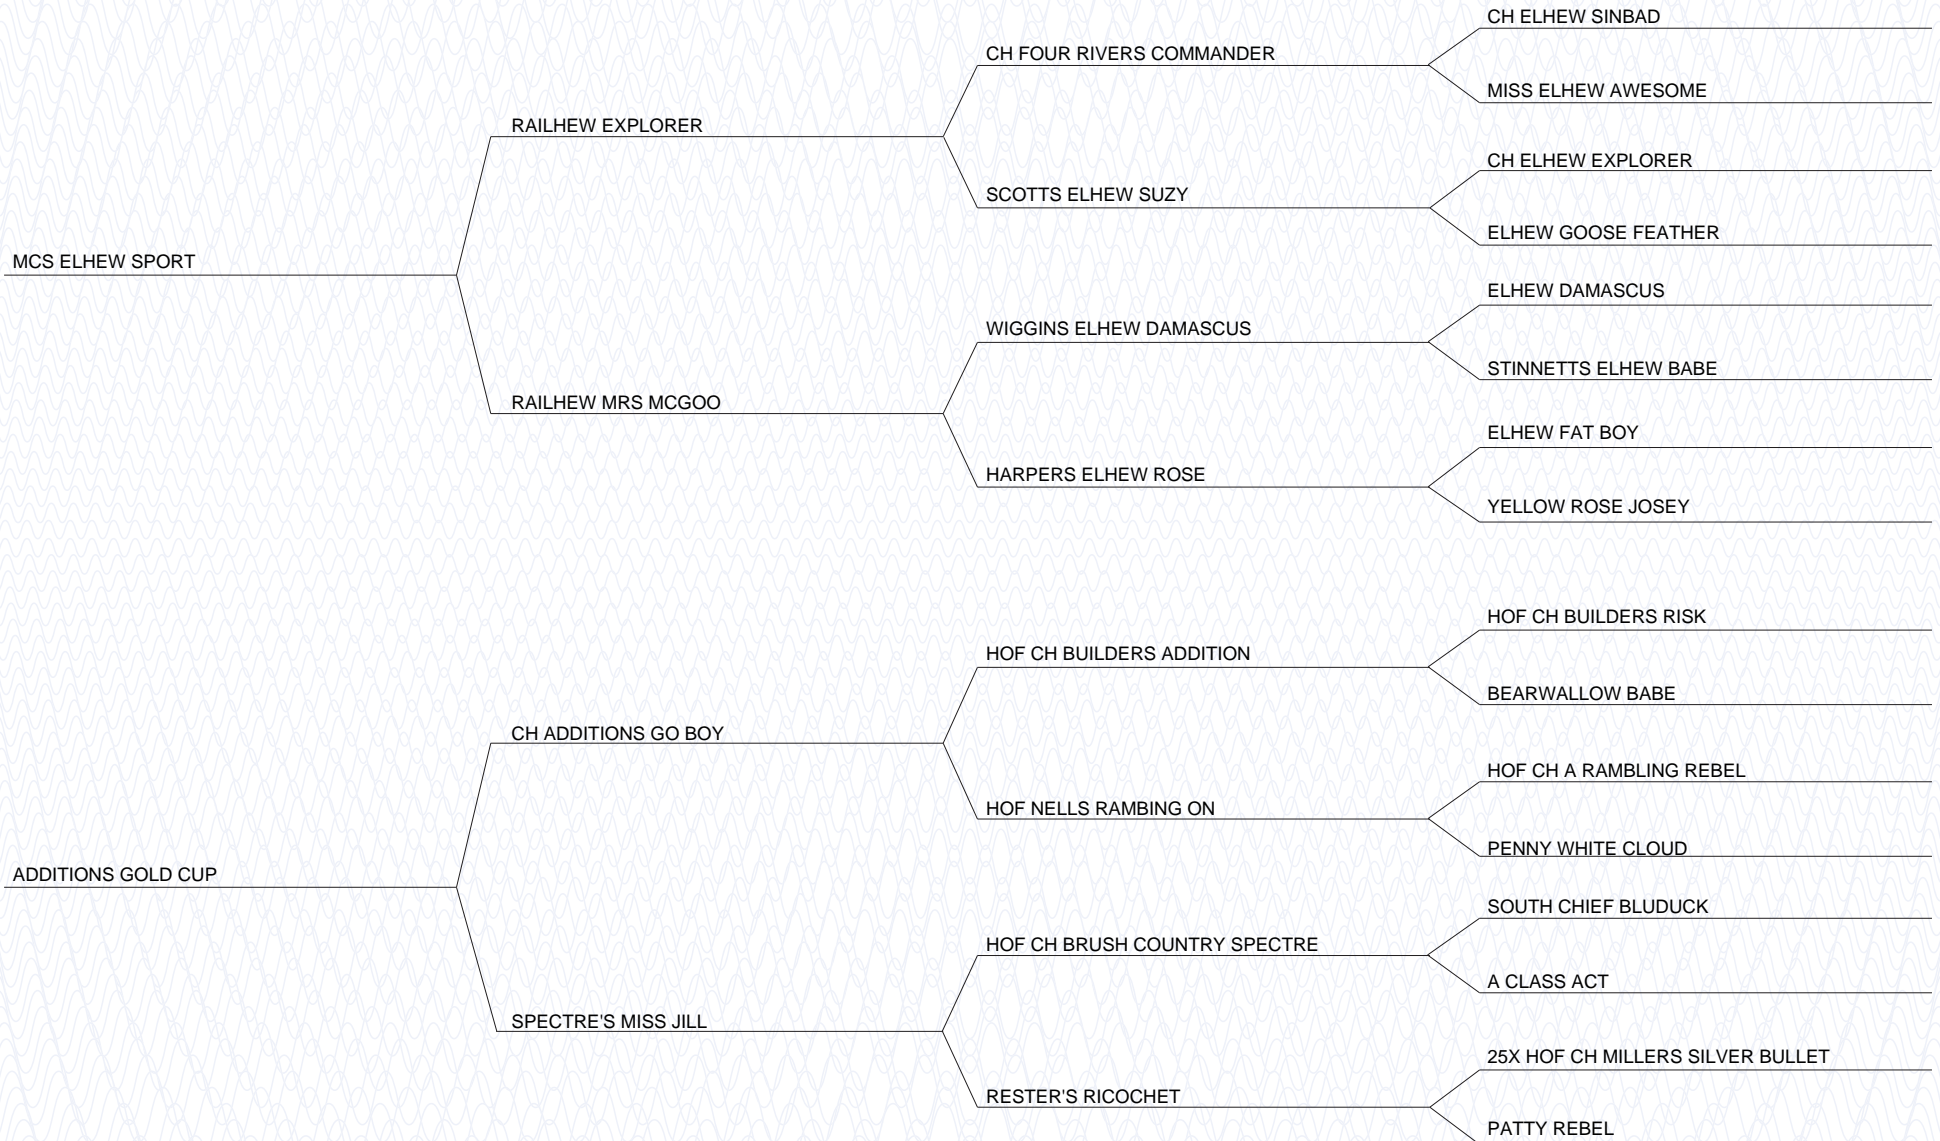 CH ELHEW SINBAD
CH FOUR RIVERS COMMANDER
MISS ELHEW AWESOME
RAILHEW EXPLORER
CH ELHEW EXPLORER
SCOTTS ELHEW SUZY
ELHEW GOOSE FEATHER
MCS ELHEW SPORT
ELHEW DAMASCUS
WIGGINS ELHEW DAMASCUS
STINNETTS ELHEW BABE
RAILHEW MRS MCGOO
ELHEW FAT BOY
HARPERS ELHEW ROSE
YELLOW ROSE JOSEY
HOF CH BUILDERS RISK
HOF CH BUILDERS ADDITION
BEARWALLOW BABE
CH ADDITIONS GO BOY
HOF CH A RAMBLING REBEL
HOF NELLS RAMBING ON
PENNY WHITE CLOUD
ADDITIONS GOLD CUP
SOUTH CHIEF BLUDUCK
HOF CH BRUSH COUNTRY SPECTRE
A CLASS ACT
SPECTRE'S MISS JILL
25X HOF CH MILLERS SILVER BULLET
RESTER'S RICOCHET
PATTY REBEL